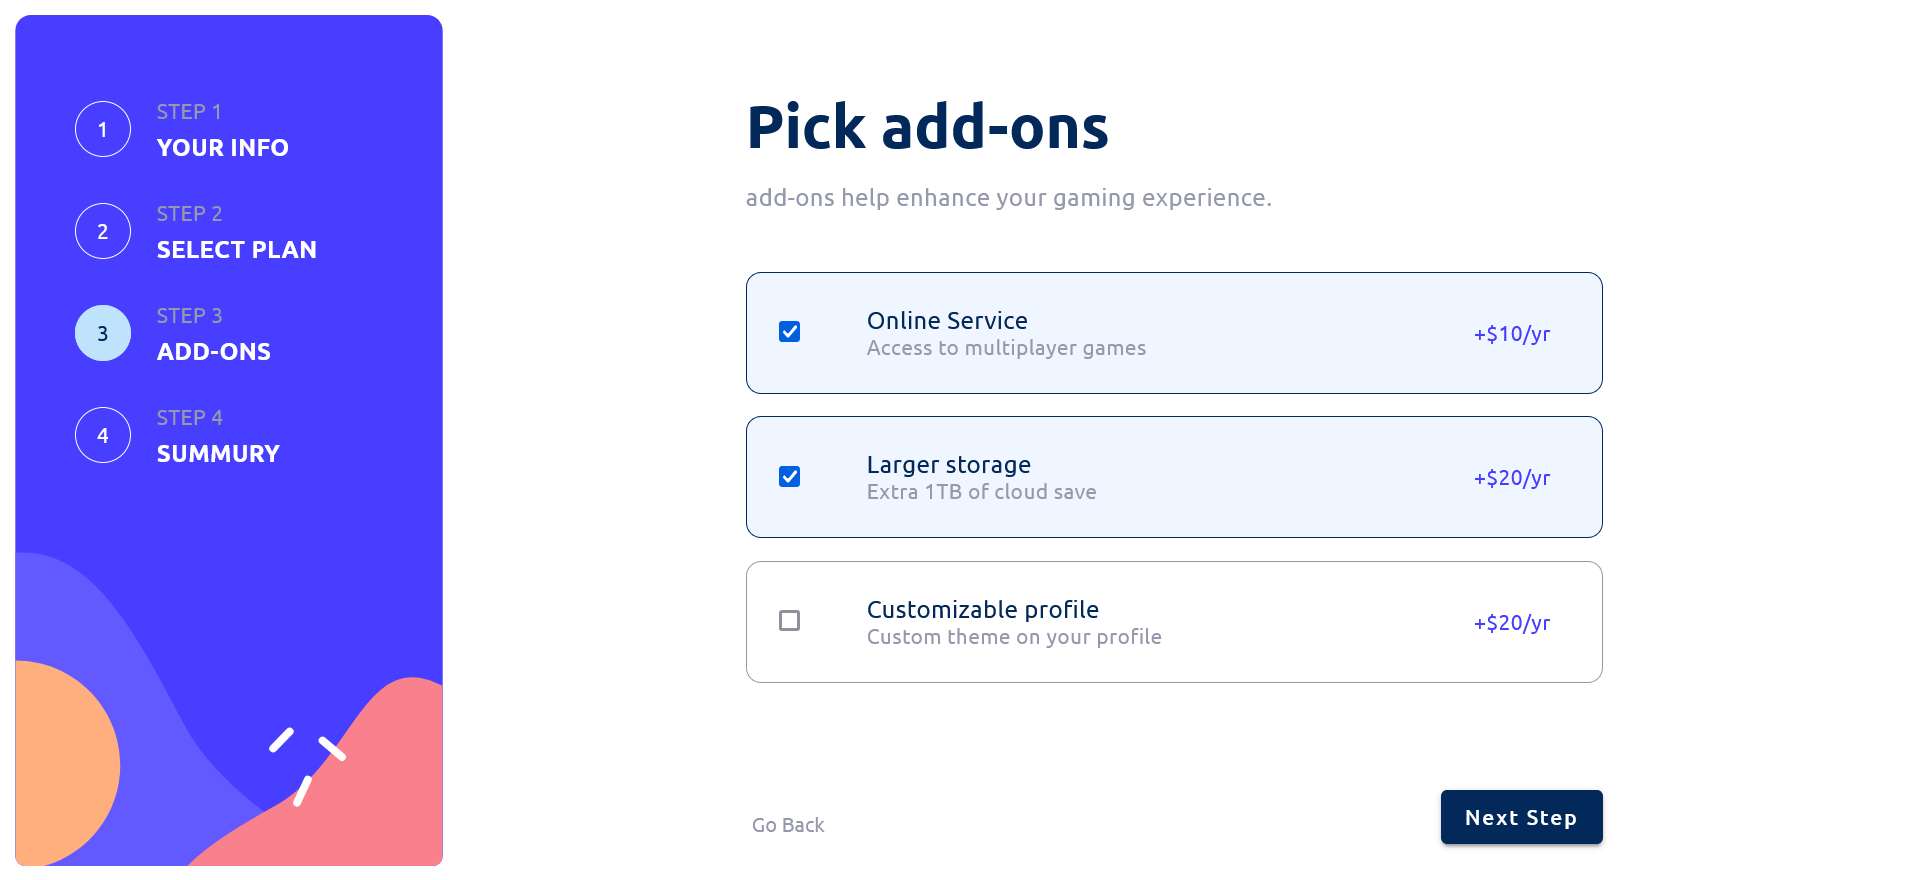 1
STEP 1
YOUR INFO
2
STEP 2
SELECT PLAN
3
STEP 3
ADD-ONS
4
STEP 4
SUMMURY
Pick add-ons
add-ons help enhance your gaming experience.
Online Service
Access to multiplayer games
+$10/yr
Larger storage
Extra 1TB of cloud save
+$20/yr
Customizable profile
Custom theme on your profile
+$20/yr
Go Back
Next Step